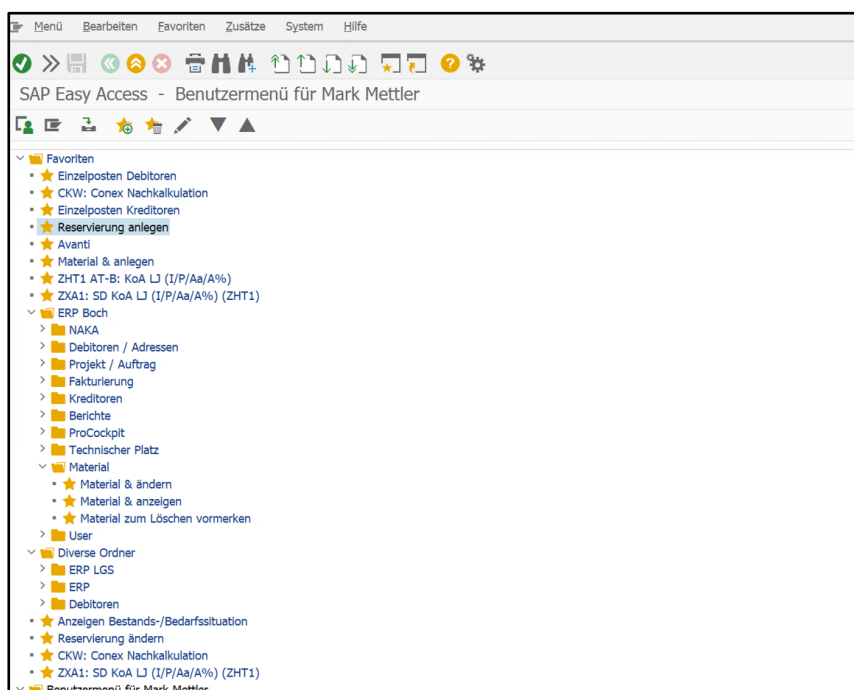 Menü Bearbeiten Favoriten Zusätze System Hilfe
SAP Easy Access - Benutzermenü für Mark Mettler
Favoriten
Einzelposten Debitoren
CKW: Conex Nachkalkulation
Einzelposten Kreditoren
Reservierung anlegen
Avanti
Material & anlegen
ZHT1 AT-B: KoA LJ (I/P/Aa/A%)
ZXA1: SD KoA LJ (I/P/Aa/A%) (ZHT1)
ERP Boch
NAKA
Debitoren / Adressen
Projekt / Auftrag
Fakturierung
Kreditoren
Berichte
ProCockpit
Technischer Platz
Material
Material & ändern
Material & anzeigen
Material zum Löschen vormerken
User
Diverse Ordner
ERP LGS
ERP
Debitoren
Anzeigen Bestands-/Bedarfssituation
Reservierung ändern
CKW: Conex Nachkalkulation
ZXA1: SD KoA LJ (I/P/Aa/A%) (ZHT1)
Benutzermenü für Mark Mettler